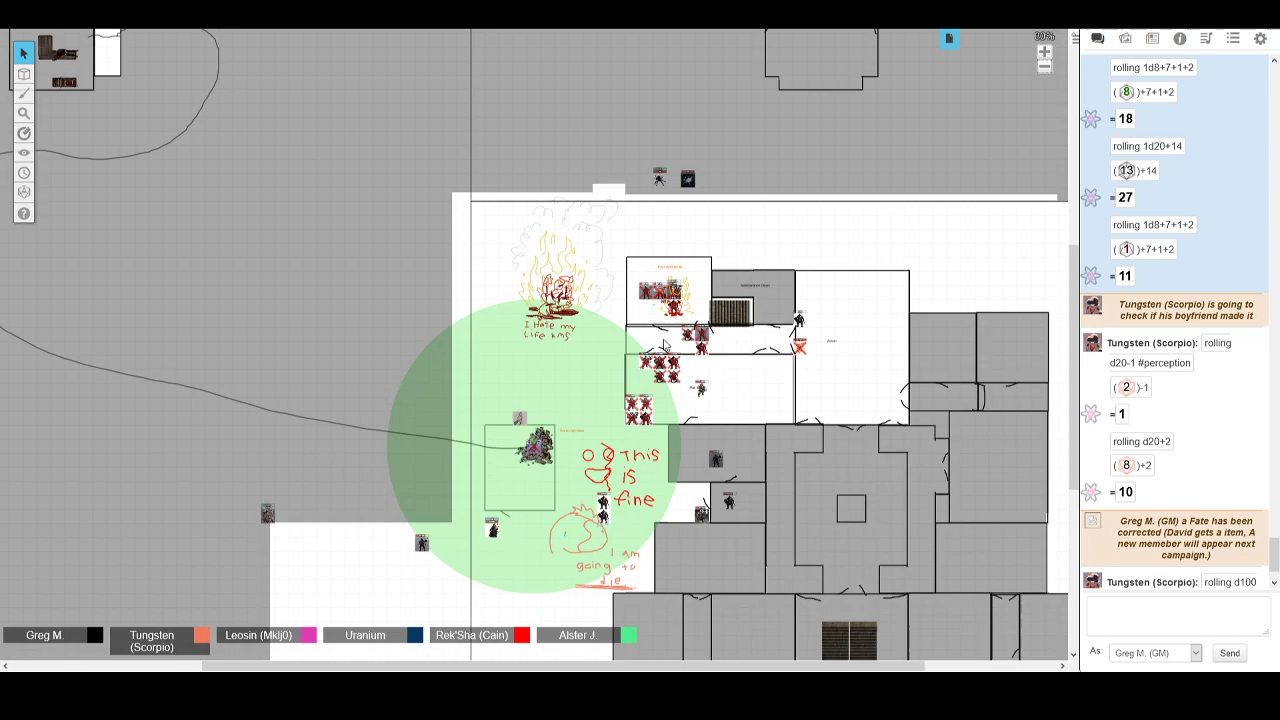 90%
rolling 1d8+7+1+2
(8)+7+1+2
= 18
rolling 1d20+14
(13)+14
= 27
rolling 1d8+7+1+2
(1)+7+1+2
= 11
Tungsten (Scorpio) is going to
check if his boyfriend made it
Tungsten (Scorpio): rolling
d20-1 #perception
(2)-1
= 1
rolling d20+2
(8)+2
= 10
Greg M. (GM) a Fate has been
corrected (David gets a item, A
new memeber will appear next
campaign.)
Tungsten (Scorpio): rolling d100
As:
Greg M. (GM)
Send
I Hate my
life rms
This
is
fine
I am
going to
die
Greg M.
Tungsten
(Scorpio)
Leosin (Mklj0)
Uranium
Rek'Sha (Cain)
Alster J.